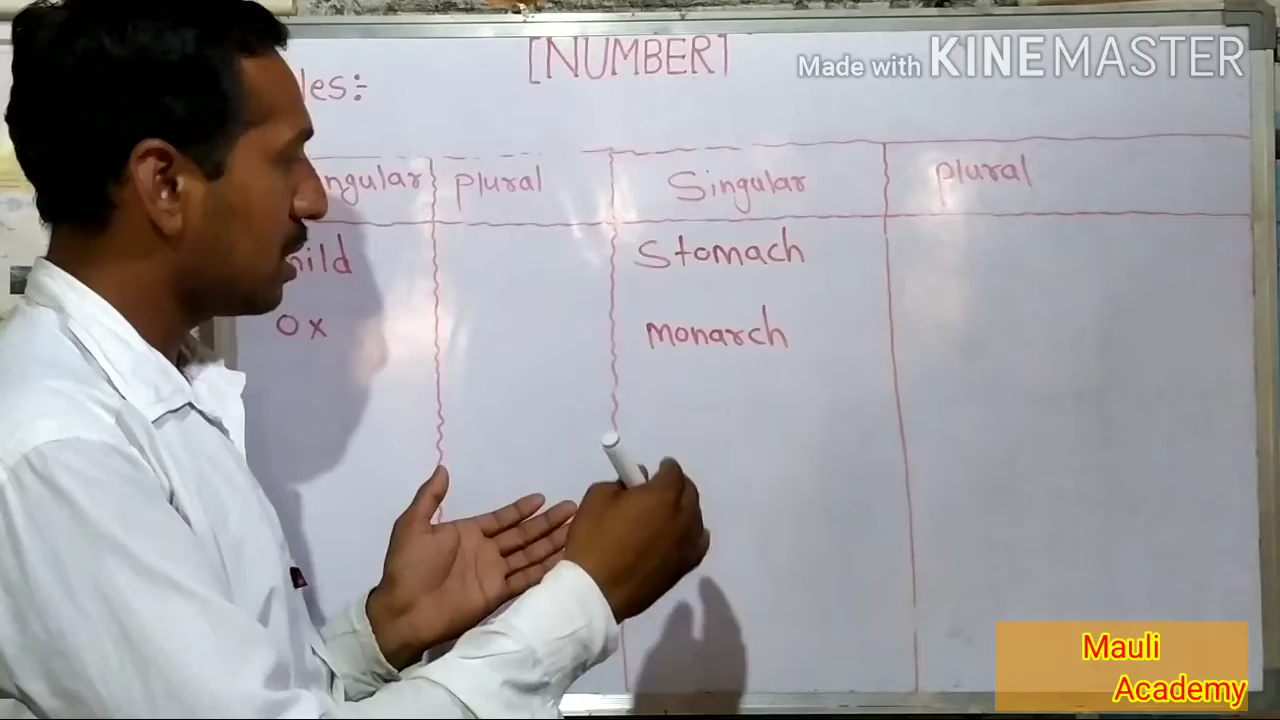 [NUMBER]
Made with KINEMASTER
les:-
ngular plural Singular plural
hild Stomach
Ox monarch
Mauli
Academy